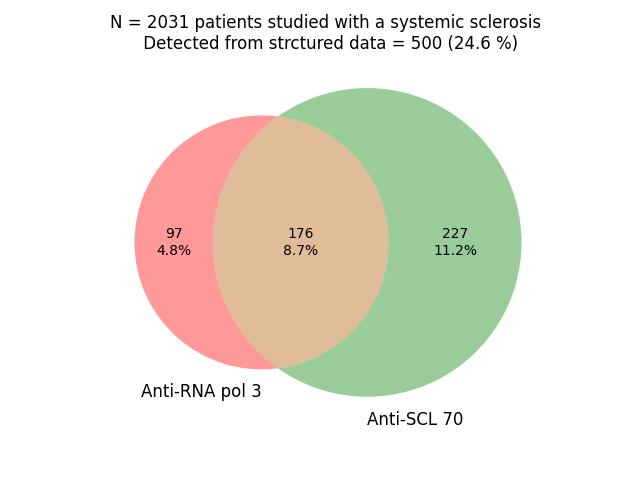 N = 2031 patients studied with a systemic sclerosis
Detected from strctured data = 500 (24.6 %)
97
4.8%
176
8.7%
227
11.2%
Anti-RNA pol 3
Anti-SCL 70